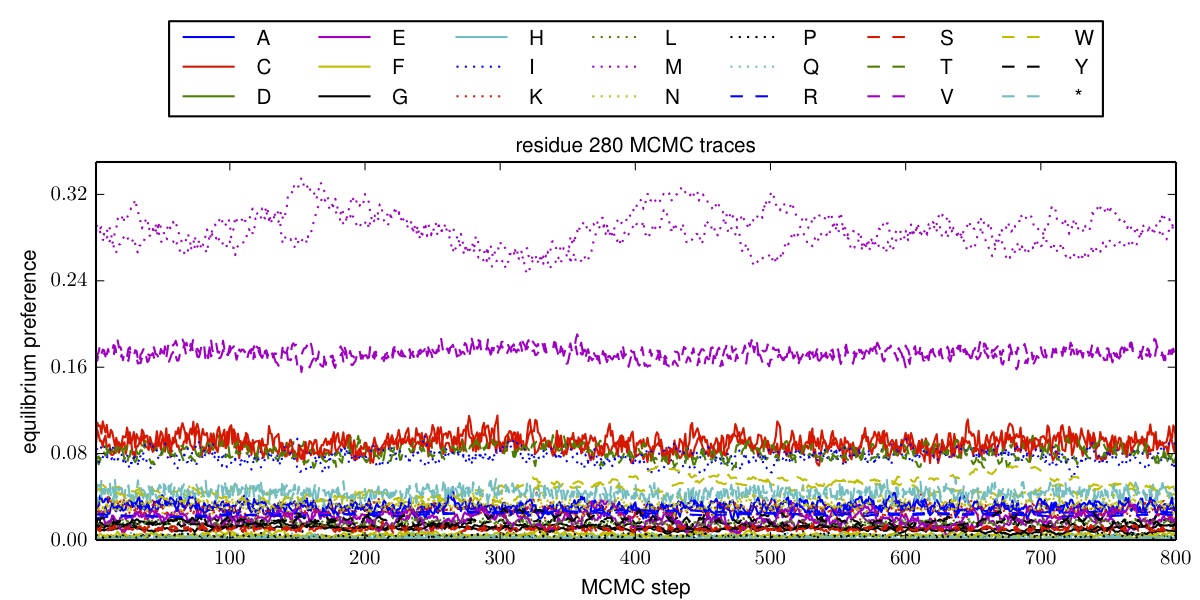 A E H L P S W
C F I M Q T Y
D G K N R V *
residue 280 MCMC traces
equilibrium preference
0.32
0.24
0.16
0.08
0.00
100 200 300 400 500 600 700 800
MCMC step